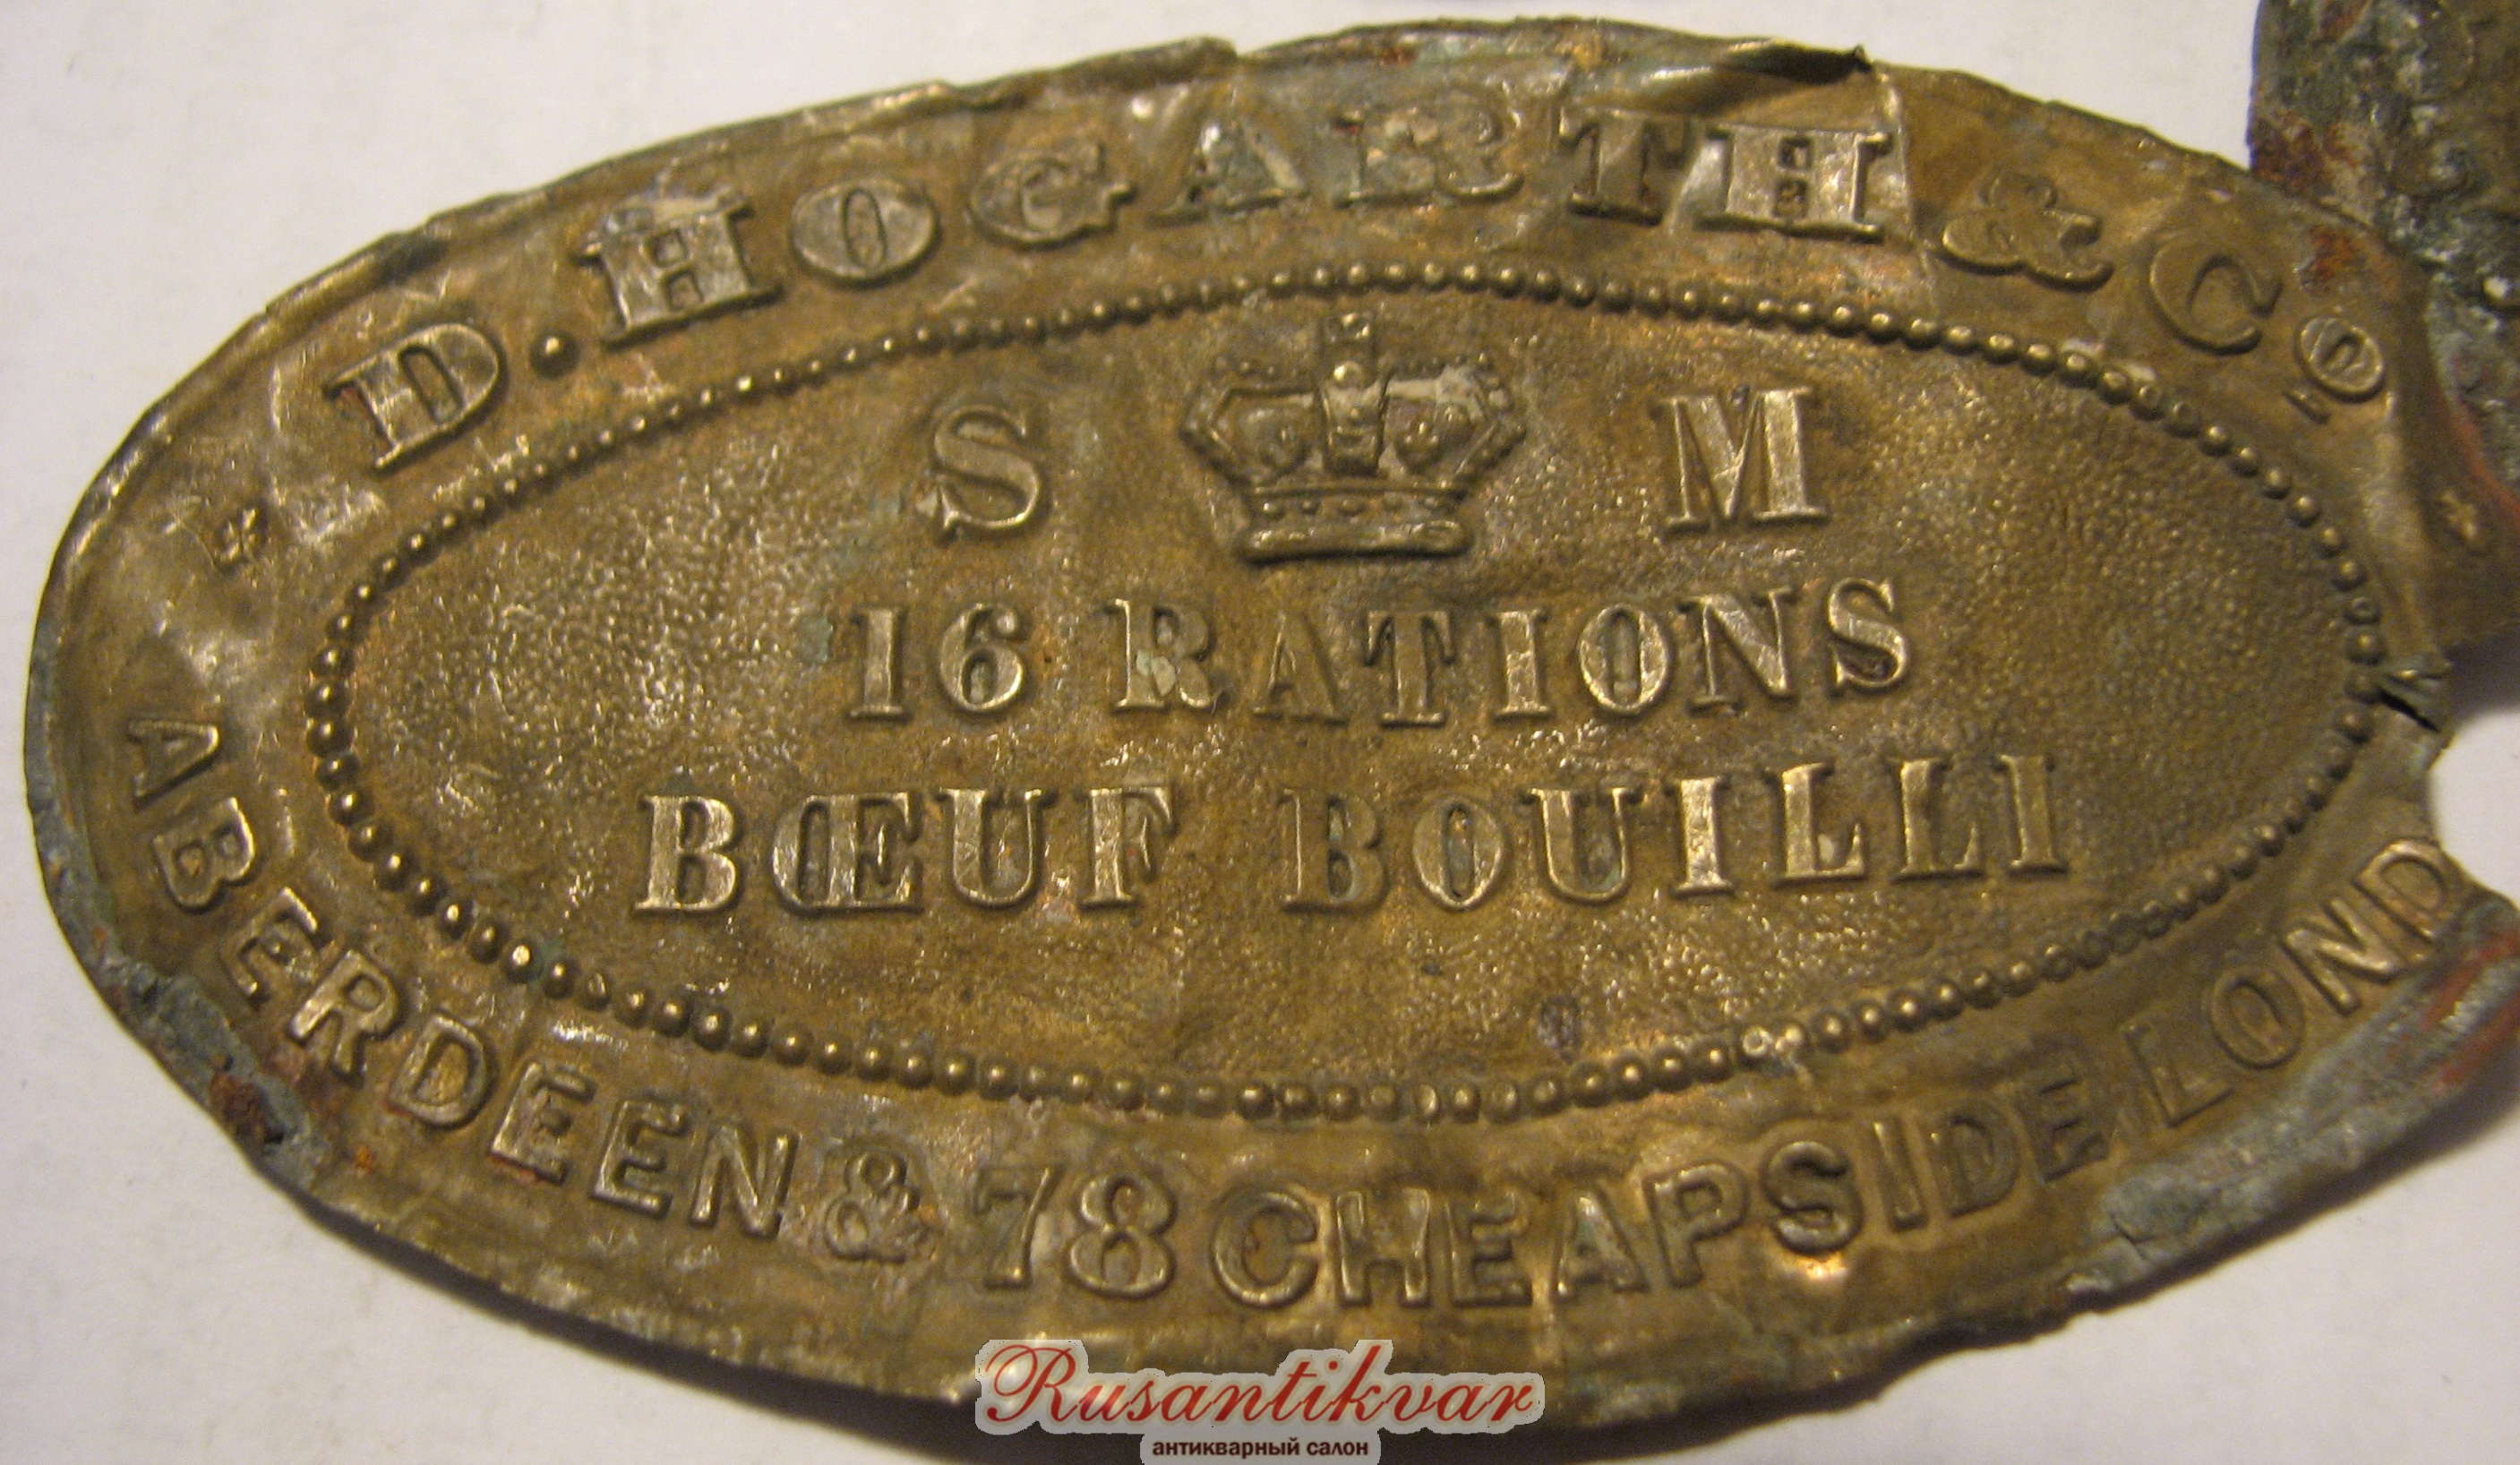 D. HOGARTH & Co.
S M
16 RATIONS
BŒUF BOUILLI
ABERDEEN & 78 CHEAPSIDE LOND
Rusantikvar
антикварный салон